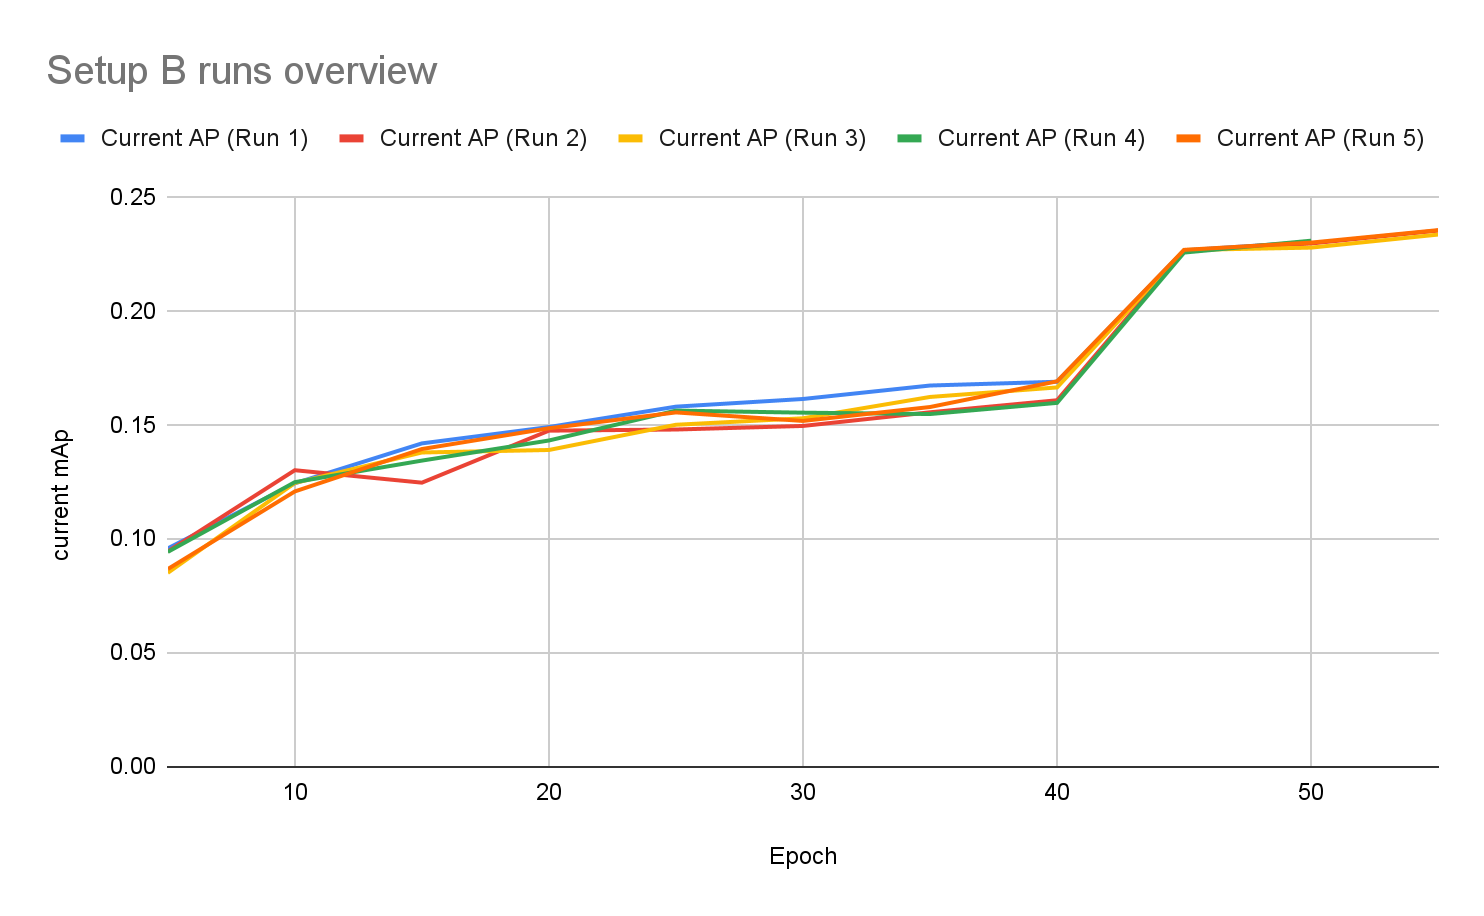 Setup B runs overview
Current AP (Run 1) Current AP (Run 2) Current AP (Run 3) Current AP (Run 4) Current AP (Run 5)
0.25
0.20
0.15
0.10
0.05
0.00
current mAp
10 20 30 40 50
Epoch